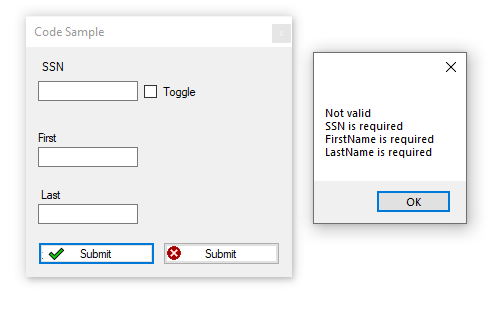 Code Sample
SSN
Toggle
First
Last
Submit
Submit
Not valid
SSN is required
FirstName is required
LastName is required
OK